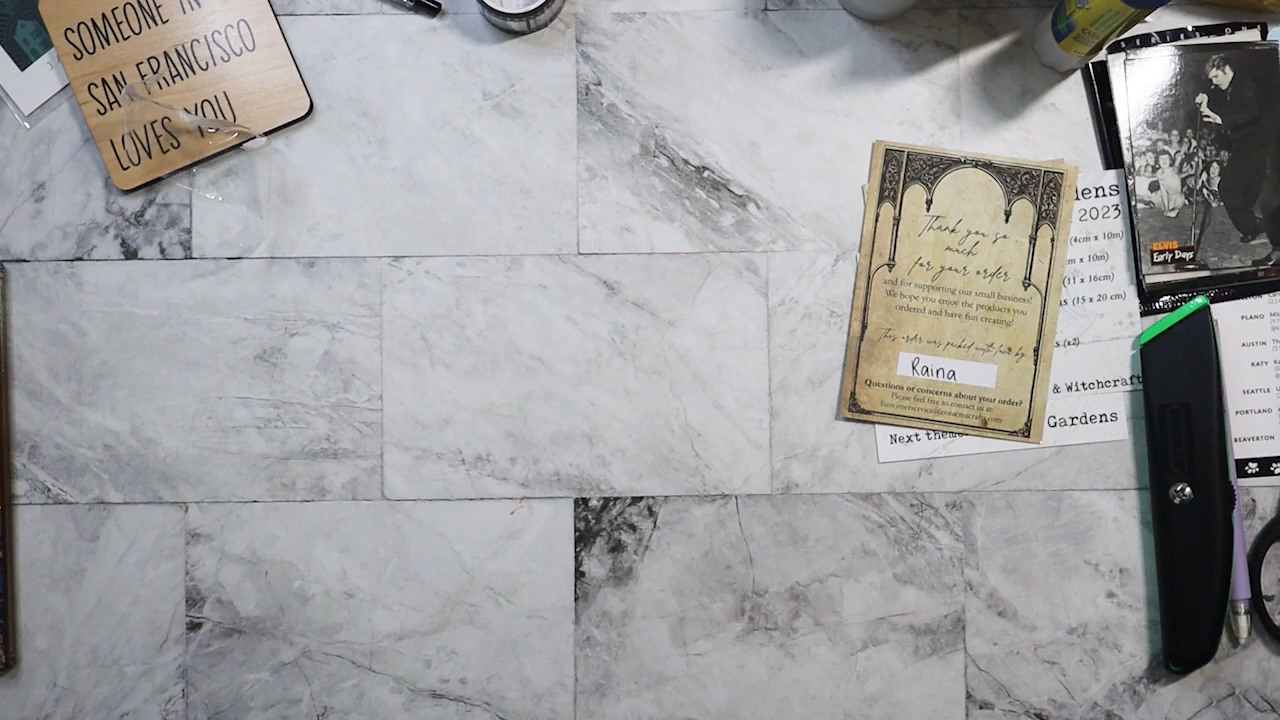 SOMEONE IN
SAN FRANCISCO
LOVES YOU
Thank you so
much
for your order
and for supporting our small business!
We hope you enjoy the products you
ordered and have fun creating!
This order was packed with love by
Raina
Questions or concerns about your order?
Please feel free to contact us at:
2023
(4cm x 10m)
cm x 10m)
(11 x 16cm)
(15 x 20 cm)
(x2)
& Witchcraft
Gardens
Next
SERIES ONE
ELVIS
Early Days
PLANO
AUSTIN
KATY
SEATTLE
PORTLAND
BEAVERTON